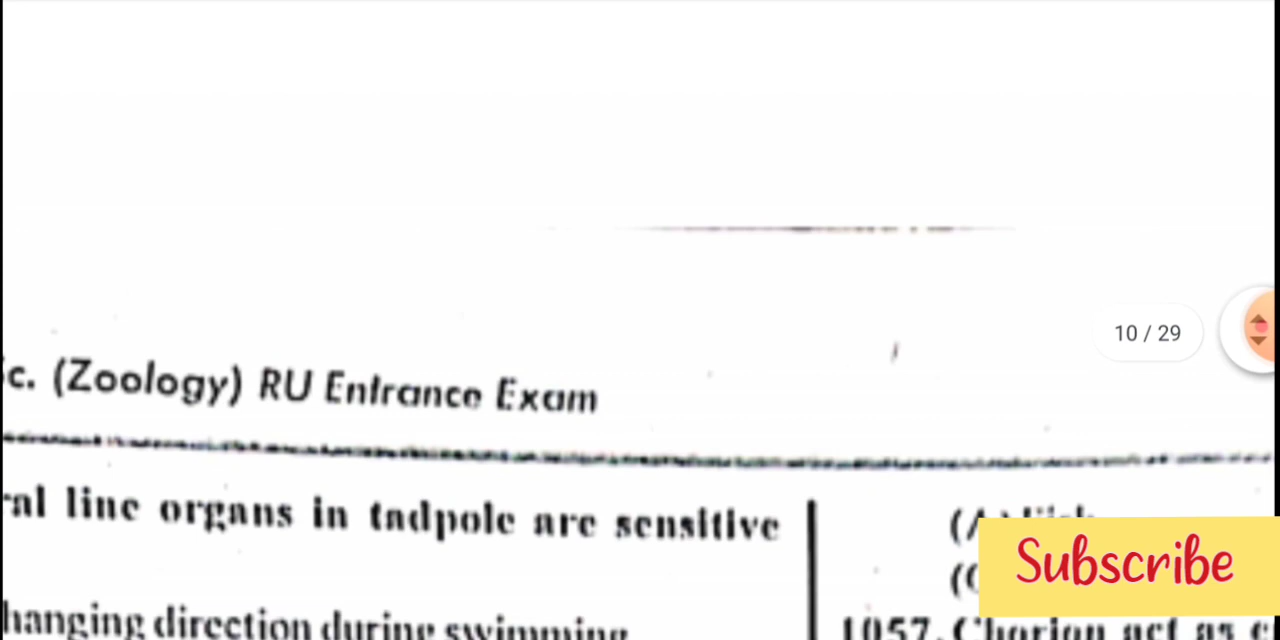 10 / 29
c. (Zoology) RU Entrance Exam
ral line organs in tadpole are sensitive
hanging direction during swimming
(A)
(C
Subscribe
1057. Chorion act as